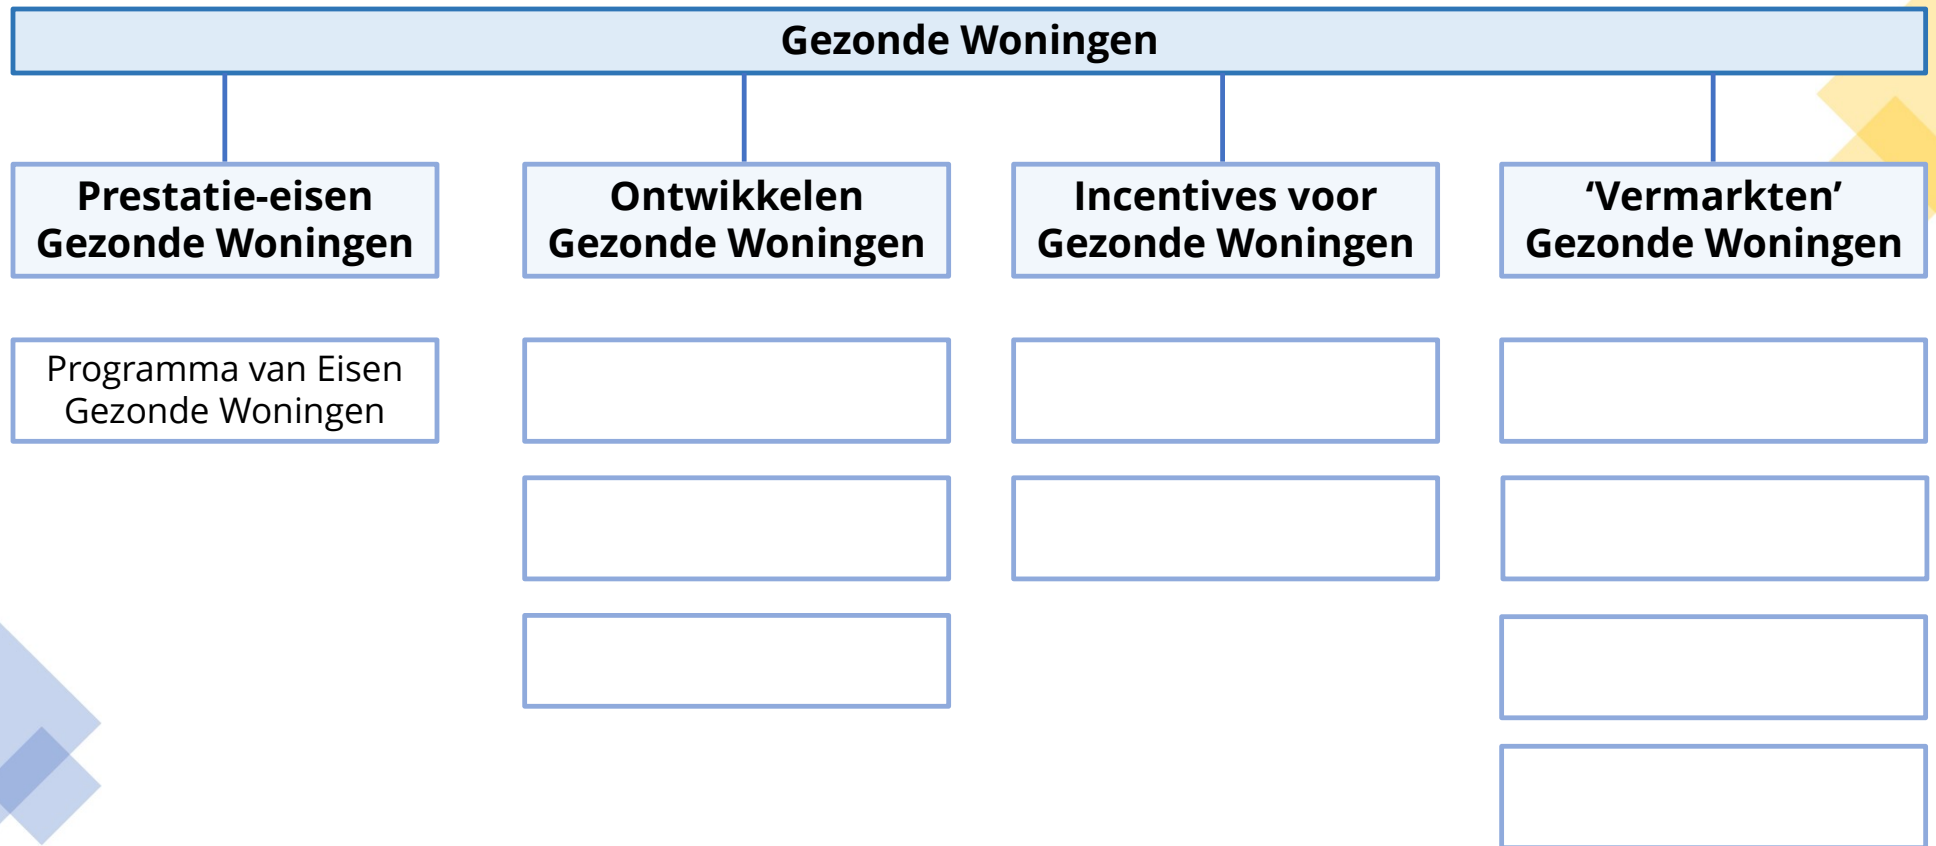 Gezonde Woningen
Prestatie-eisen
Gezonde Woningen
Ontwikkelen
Gezonde Woningen
Incentives voor
Gezonde Woningen
‘Vermarkten’
Gezonde Woningen
Programma van Eisen
Gezonde Woningen